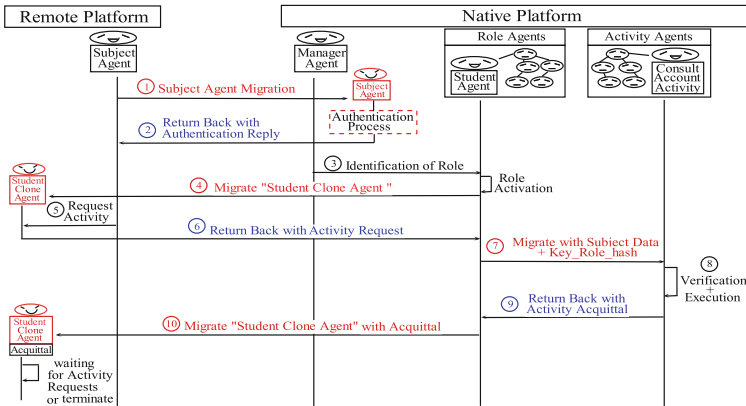 Remote Platform
Native Platform
Subject
Agent
Manager
Agent
Role Agents
Student
Agent
Activity Agents
Consult
Account
Activity
1 Subject Agent Migration
Subject
Agent
Authentication
Process
2 Return Back with
Authentication Reply
3 Identification of Role
Role
Activation
4 Migrate "Student Clone Agent "
Student
Clone
Agent
5 Request
Activity
6 Return Back with Activity Request
7 Migrate with Subject Data
+ Key_Role_hash
8
Verification
+
Execution
9 Return Back with
Activity Acquittal
10 Migrate "Student Clone Agent" with Acquittal
Student
Clone
Agent
Acquittal
waiting
for Activity
Requests
or terminate